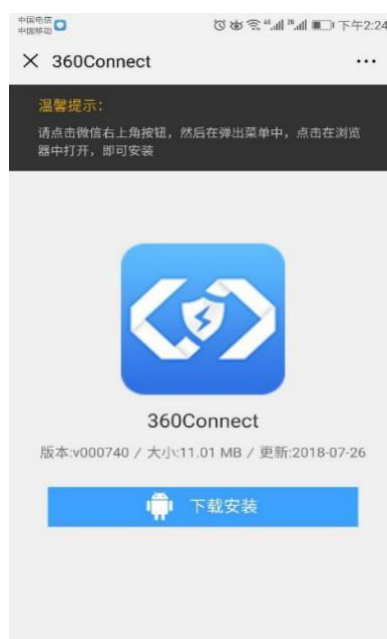 中国电信
中国移动
下午2:24
360Connect
温馨提示：
请点击微信右上角按钮，然后在弹出菜单中，点击在浏览
器中打开，即可安装
360Connect
版本:v000740 / 大小:11.01 MB / 更新:2018-07-26
下载安装